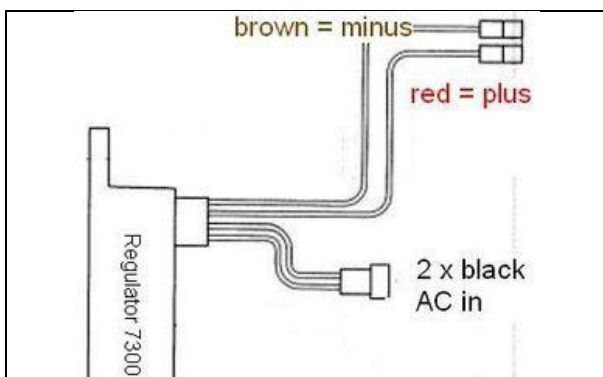 brown = minus
red = plus
2 x black
AC in
Regulator 7300